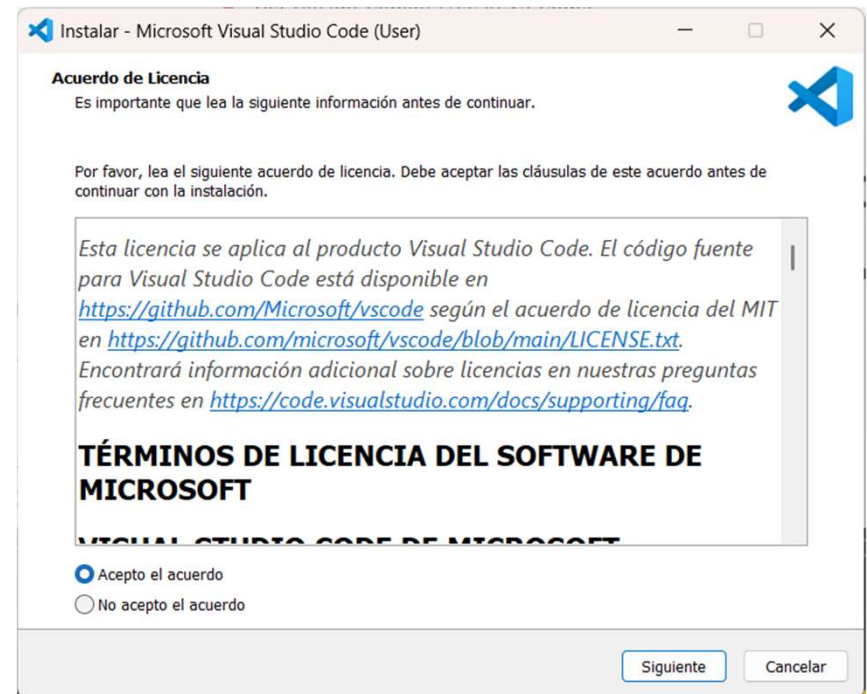 Instalar - Microsoft Visual Studio Code (User)
Acuerdo de Licencia
Es importante que lea la siguiente información antes de continuar.
Por favor, lea el siguiente acuerdo de licencia. Debe aceptar las cláusulas de este acuerdo antes de
continuar con la instalación.
Esta licencia se aplica al producto Visual Studio Code. El código fuente
para Visual Studio Code está disponible en
https://github.com/Microsoft/vscode según el acuerdo de licencia del MIT
en https://github.com/microsoft/vscode/blob/main/LICENSE.txt.
Encontrará información adicional sobre licencias en nuestras preguntas
frecuentes en https://code.visualstudio.com/docs/supporting/faq.
TÉRMINOS DE LICENCIA DEL SOFTWARE DE
MICROSOFT
VISUAL STUDIO CODE DE MICROSOFT
Acepto el acuerdo
No acepto el acuerdo
Siguiente
Cancelar